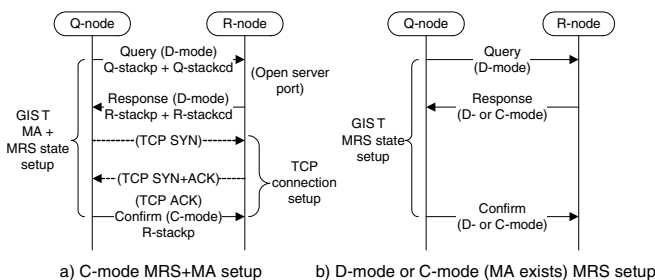 Q-node
R-node
Query (D-mode)
Q-stackp + Q-stackcd
(Open server
port)
Response (D-mode)
R-stackp + R-stackcd
GIST
MA +
MRS state
setup
(TCP SYN)
(TCP SYN+ACK)
TCP
connection
setup
(TCP ACK)
Confirm (C-mode)
R-stackp
a) C-mode MRS+MA setup
Q-node
R-node
Query
(D-mode)
Response
(D- or C-mode)
GIST
MRS state
setup
Confirm
(D- or C-mode)
b) D-mode or C-mode (MA exists) MRS setup